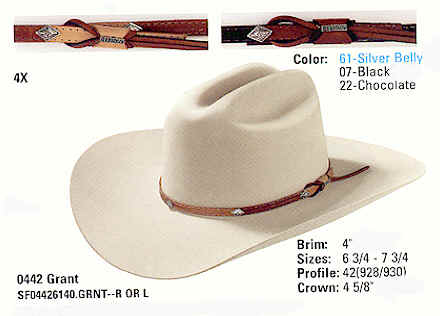 4X
Color: 61-Silver Belly
07-Black
22-Chocolate
Brim: 4"
Sizes: 6 3/4 - 7 3/4
Profile: 42(928/930)
Crown: 4 5/8"
0442 Grant
SF04426140.GRNT--R OR L